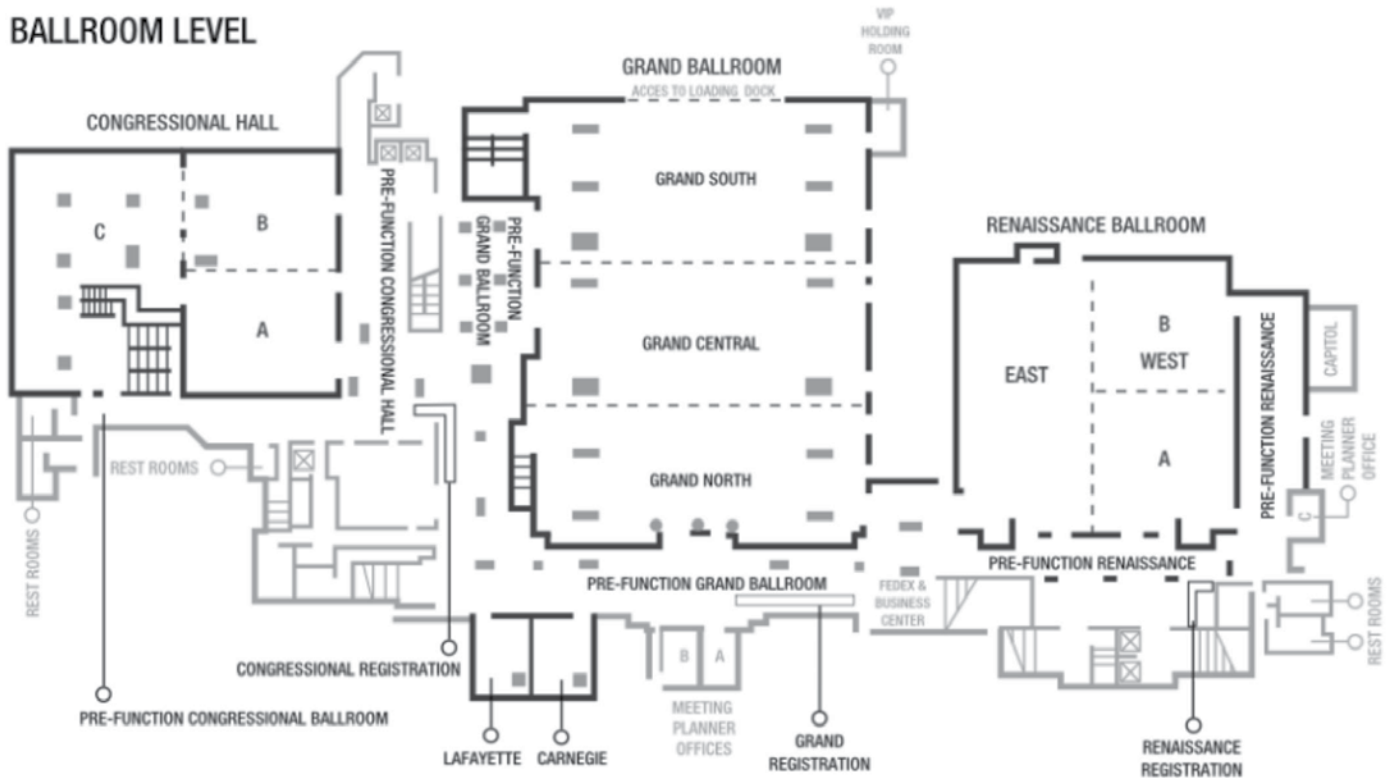 BALLROOM LEVEL
VIP
HOLDING
ROOM
GRAND BALLROOM
ACCES TO LOADING DOCK
CONGRESSIONAL HALL
C
B
A
PRE-FUNCTION CONGRESSIONAL HALL
PRE-FUNCTION
GRAND BALLROOM
GRAND SOUTH
GRAND CENTRAL
GRAND NORTH
RENAISSANCE BALLROOM
EAST
B
WEST
A
PRE-FUNCTION RENAISSANCE
CAPITOL
MEETING
PLANNER
OFFICE
C
REST ROOMS
REST ROOMS
PRE-FUNCTION GRAND BALLROOM
PRE-FUNCTION RENAISSANCE
FEDEX &
BUSINESS
CENTER
REST ROOMS
B
A
CONGRESSIONAL REGISTRATION
PRE-FUNCTION CONGRESSIONAL BALLROOM
LAFAYETTE
CARNEGIE
MEETING
PLANNER
OFFICES
GRAND
REGISTRATION
RENAISSANCE
REGISTRATION